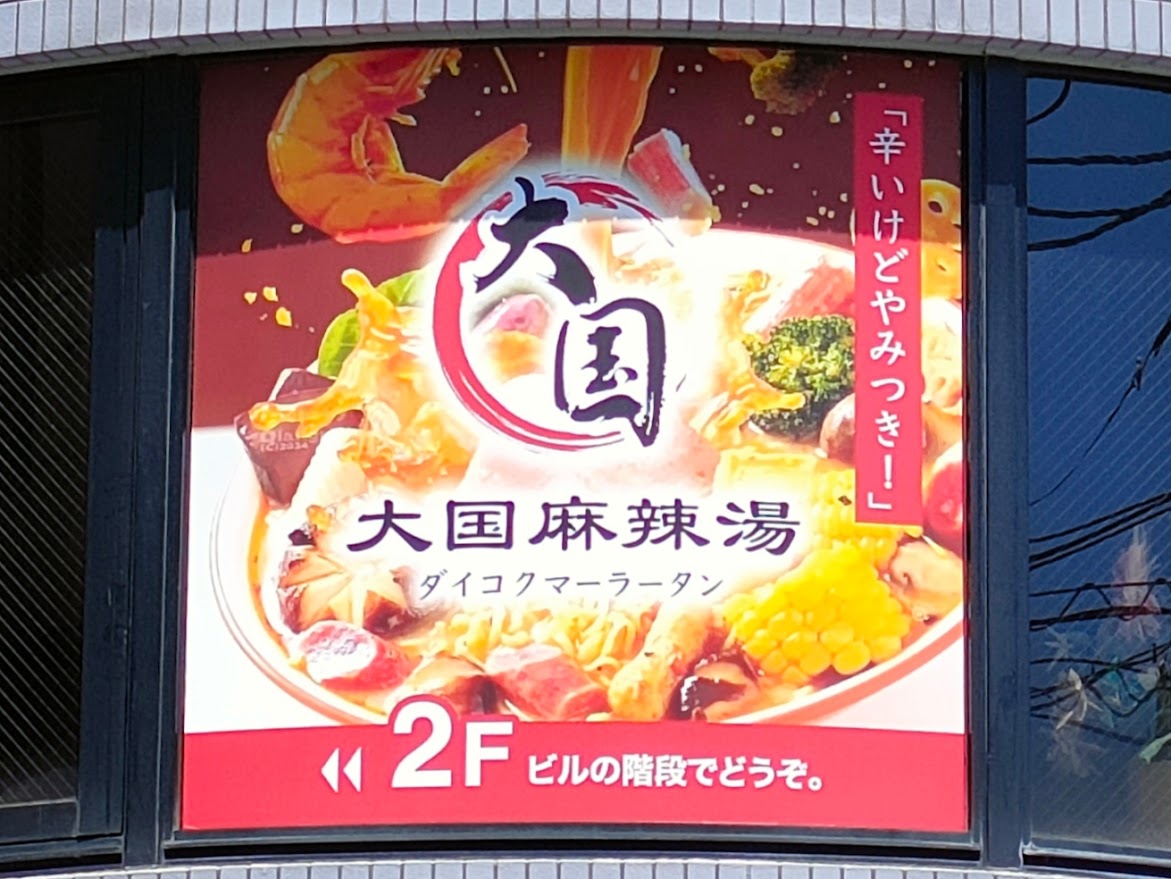 「辛いけどやみつき!」
大国
大国麻辣湯
ダイコクマーラータン
2F ビルの階段でどうぞ。